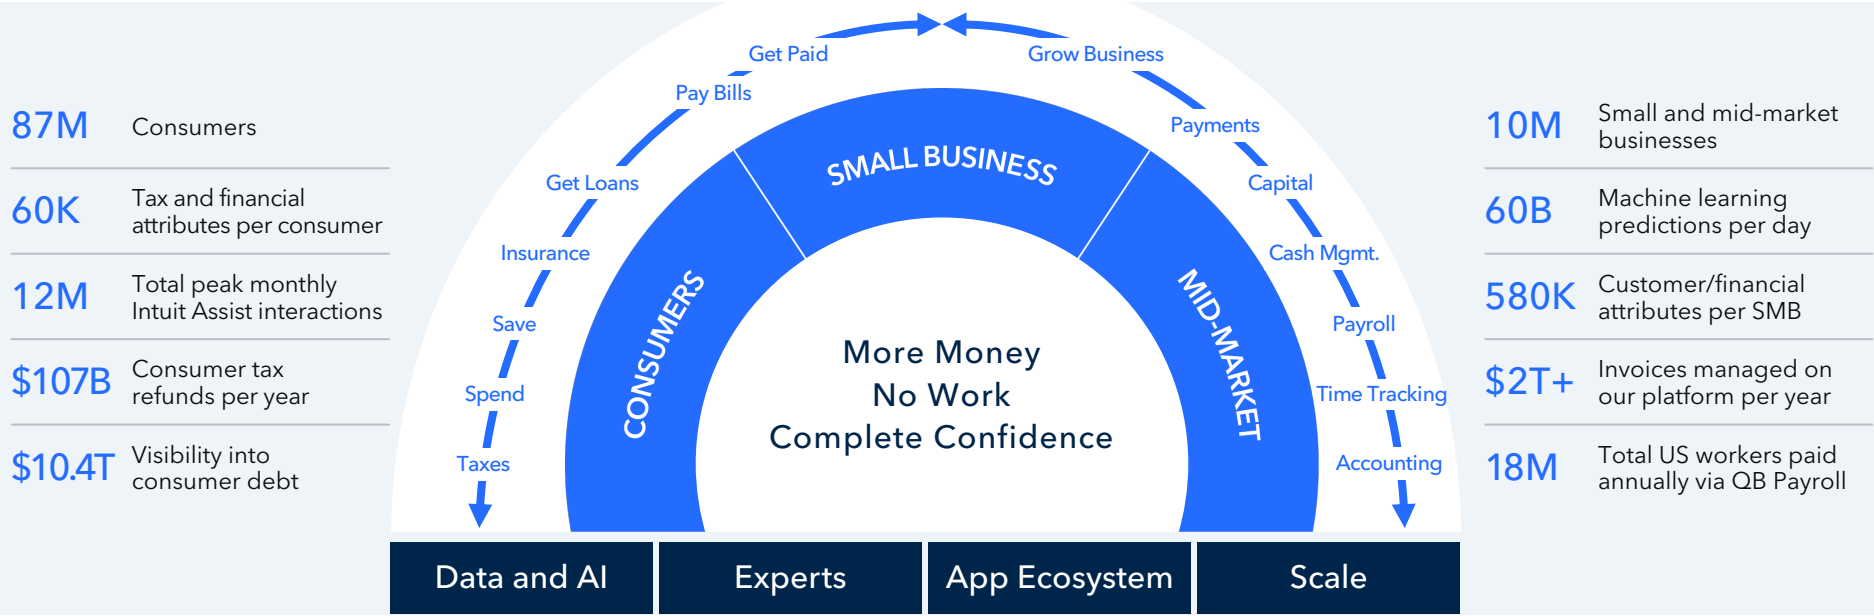 87M
Consumers
60K
Tax and financial
attributes per consumer
12M
Total peak monthly
Intuit Assist interactions
$107B
Consumer tax
refunds per year
$10.4T
Visibility into
consumer debt
Get Paid
Pay Bills
Get Loans
Insurance
Save
Spend
Taxes
Grow Business
Payments
Capital
Cash Mgmt.
Payroll
Time Tracking
Accounting
CONSUMERS
SMALL BUSINESS
MID-MARKET
More Money
No Work
Complete Confidence
Data and AI
Experts
App Ecosystem
Scale
10M
Small and mid-market
businesses
60B
Machine learning
predictions per day
580K
Customer/financial
attributes per SMB
$2T+
Invoices managed on
our platform per year
18M
Total US workers paid
annually via QB Payroll